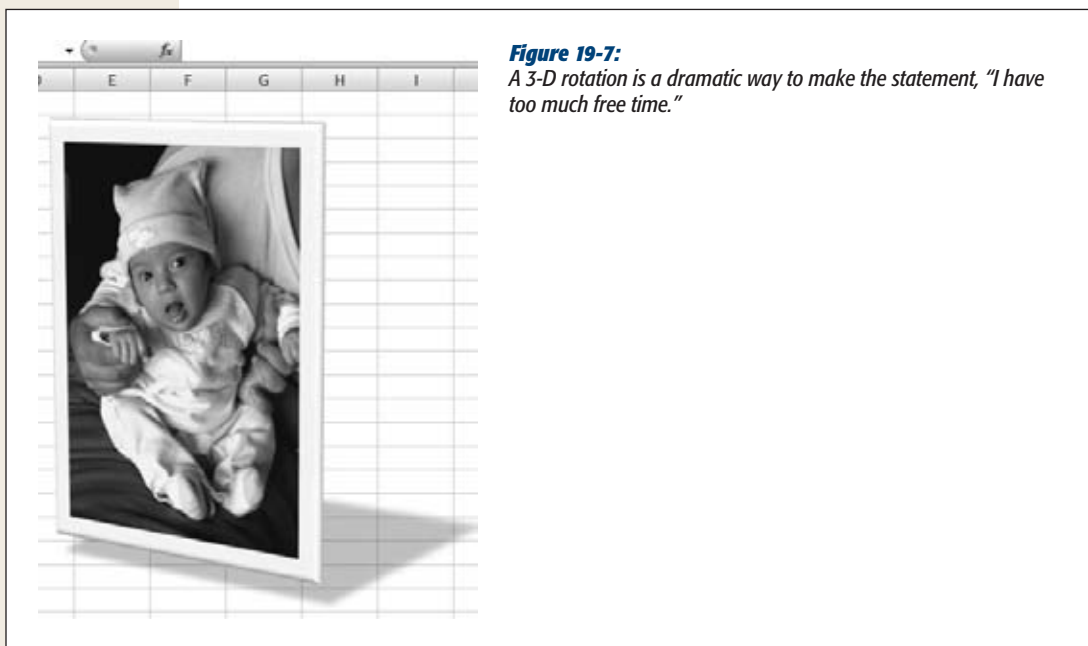 fx
E F G H I
Figure 19-7:
A 3-D rotation is a dramatic way to make the statement, “I have
too much free time.”